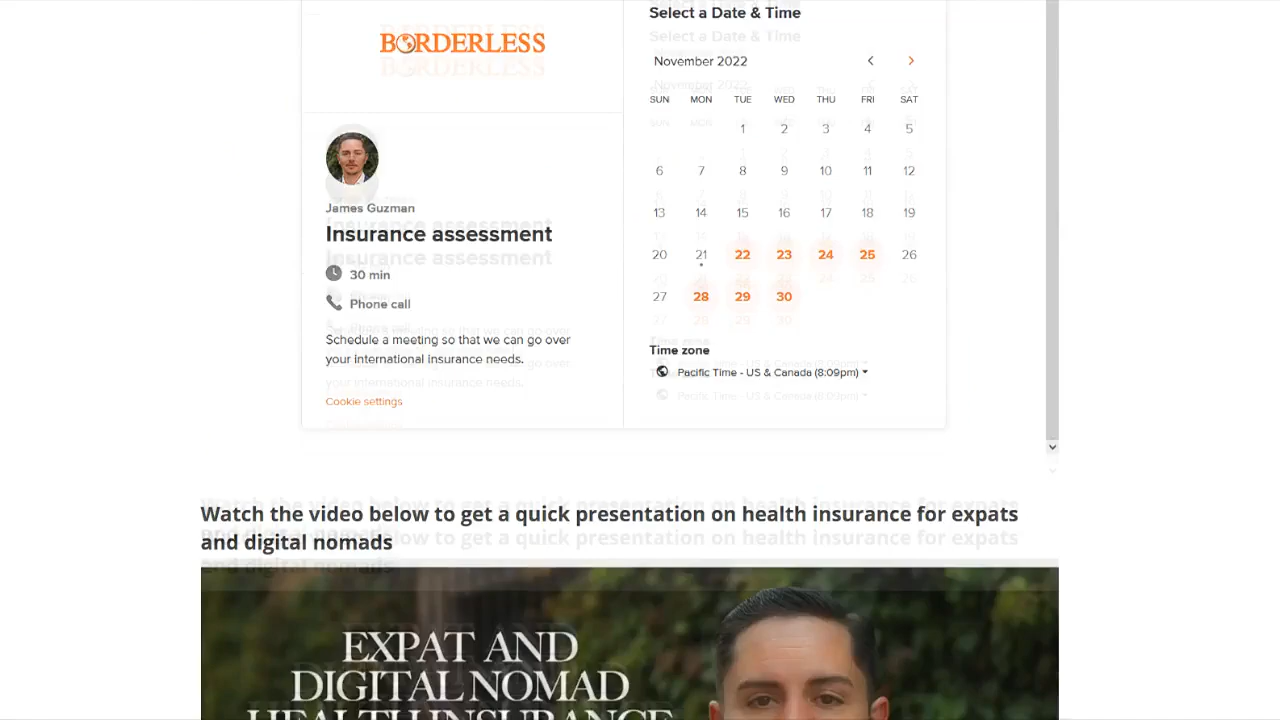 BORDERLESS
James Guzman
Insurance assessment
30 min
Phone call
Schedule a meeting so that we can go over
your international insurance needs.
Cookie settings
Select a Date & Time
November 2022
SUN MON TUE WED THU FRI SAT
1 2 3 4 5
6 7 8 9 10 11 12
13 14 15 16 17 18 19
20 21 22 23 24 25 26
27 28 29 30
Time zone
Pacific Time - US & Canada (8:09pm)
Watch the video below to get a quick presentation on health insurance for expats
and digital nomads
EXPAT AND
DIGITAL NOMAD
HEALTH INSURANCE